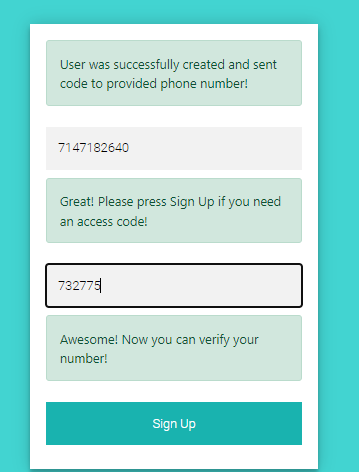 User was successfully created and sent
code to provided phone number!
7147182640
Great! Please press Sign Up if you need
an access code!
732775
Awesome! Now you can verify your
number!
Sign Up